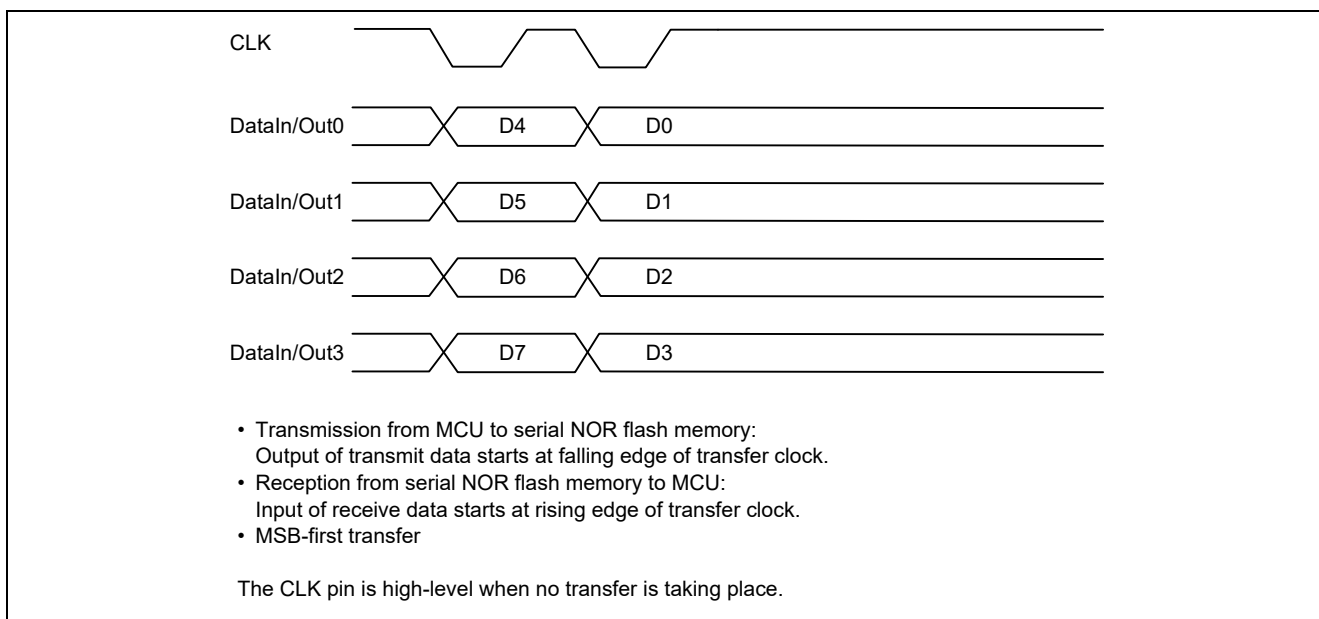 CLK
DataIn/Out0 D4 D0
DataIn/Out1 D5 D1
DataIn/Out2 D6 D2
DataIn/Out3 D7 D3
• Transmission from MCU to serial NOR flash memory:
Output of transmit data starts at falling edge of transfer clock.
• Reception from serial NOR flash memory to MCU:
Input of receive data starts at rising edge of transfer clock.
• MSB-first transfer
The CLK pin is high-level when no transfer is taking place.